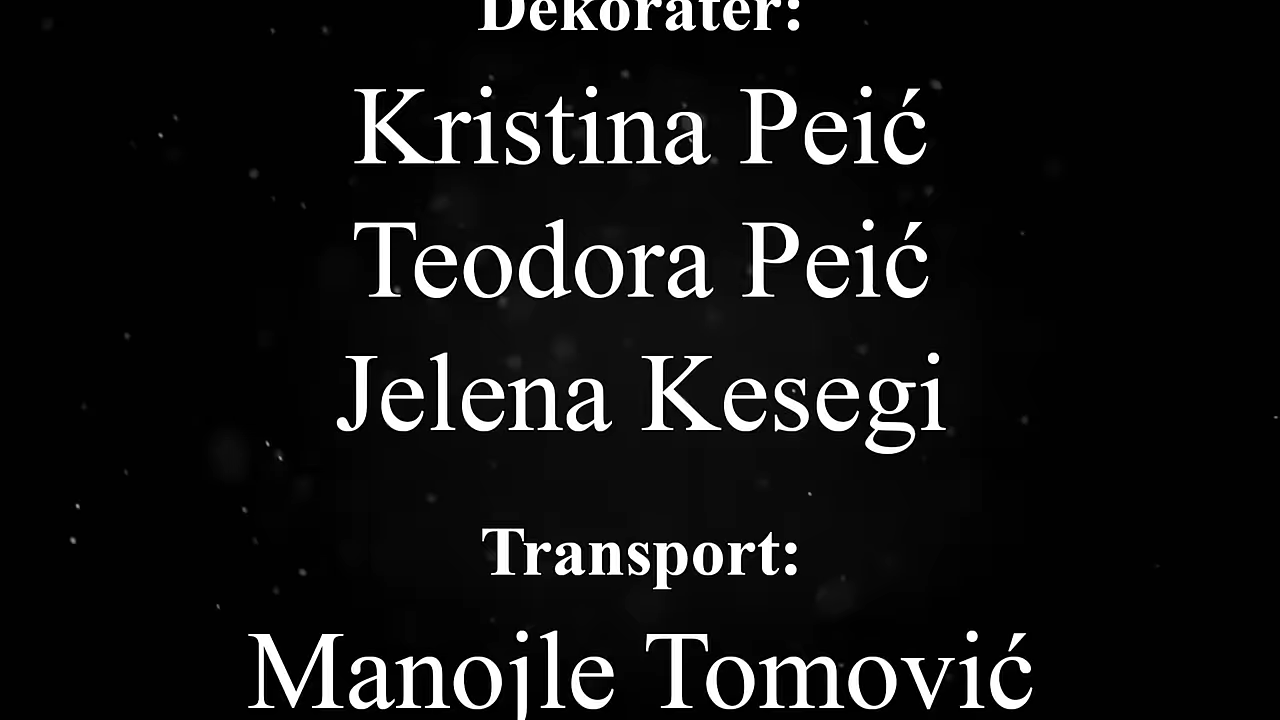 Dekorater:
Kristina Peić
Teodora Peić
Jelena Kesegi
Transport:
Manojle Tomović